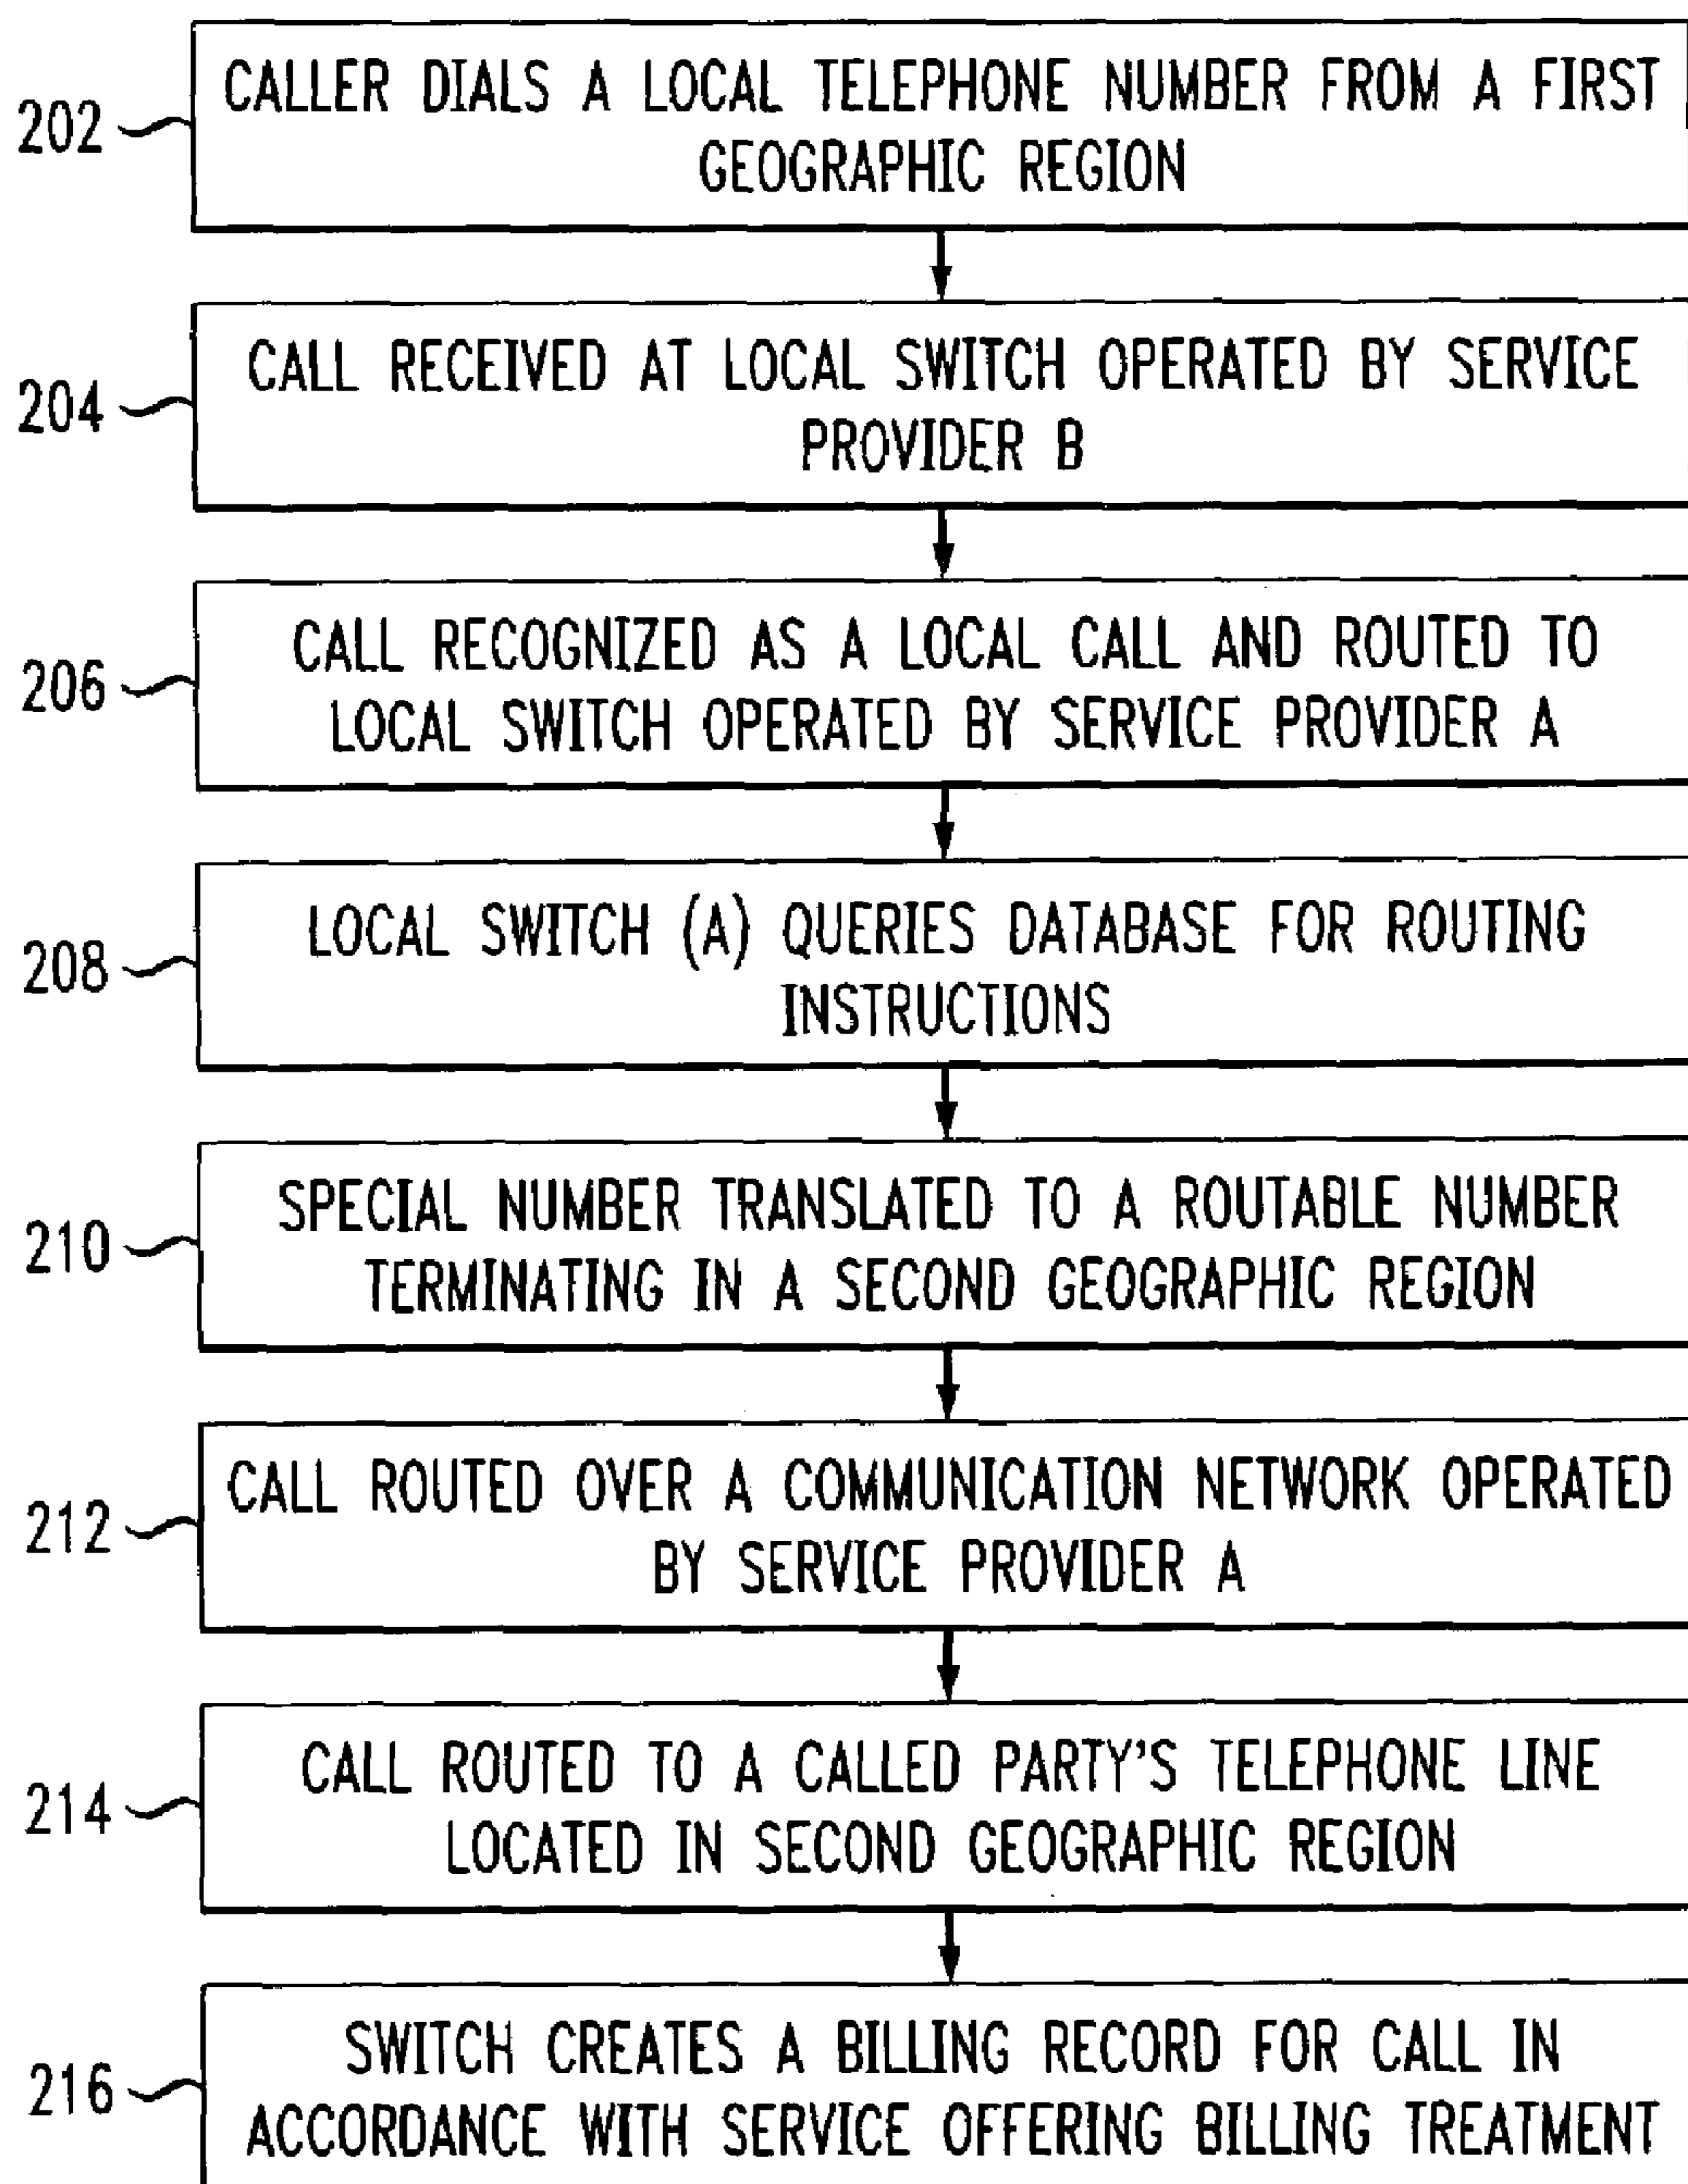 202
CALLER DIALS A LOCAL TELEPHONE NUMBER FROM A FIRST
GEOGRAPHIC REGION
204
CALL RECEIVED AT LOCAL SWITCH OPERATED BY SERVICE
PROVIDER B
206
CALL RECOGNIZED AS A LOCAL CALL AND ROUTED TO
LOCAL SWITCH OPERATED BY SERVICE PROVIDER A
208
LOCAL SWITCH (A) QUERIES DATABASE FOR ROUTING
INSTRUCTIONS
210
SPECIAL NUMBER TRANSLATED TO A ROUTABLE NUMBER
TERMINATING IN A SECOND GEOGRAPHIC REGION
212
CALL ROUTED OVER A COMMUNICATION NETWORK OPERATED
BY SERVICE PROVIDER A
214
CALL ROUTED TO A CALLED PARTY'S TELEPHONE LINE
LOCATED IN SECOND GEOGRAPHIC REGION
216
SWITCH CREATES A BILLING RECORD FOR CALL IN
ACCORDANCE WITH SERVICE OFFERING BILLING TREATMENT